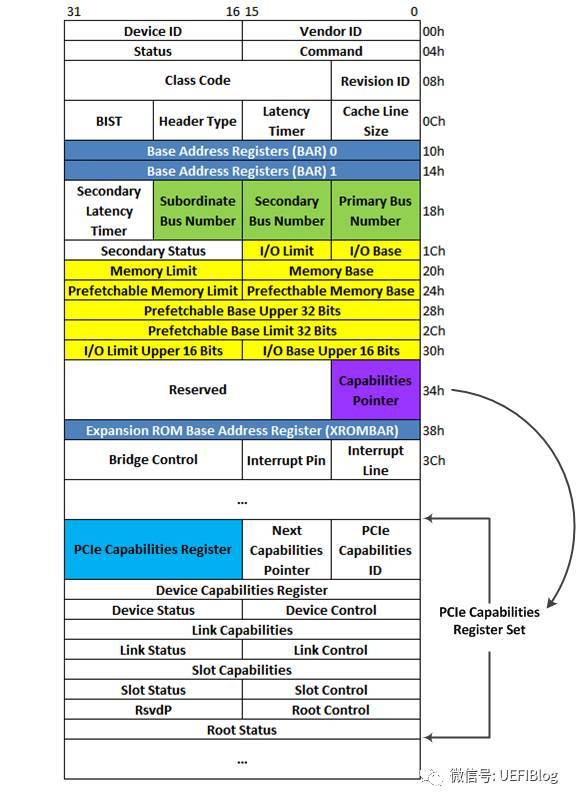 31 16 15 0
Device ID Vendor ID 00h
Status Command 04h
Class Code Revision ID 08h
BIST Header Type Latency Timer Cache Line Size 0Ch
Base Address Registers (BAR) 0 10h
Base Address Registers (BAR) 1 14h
Secondary Latency Timer Subordinate Bus Number Secondary Bus Number Primary Bus Number 18h
Secondary Status I/O Limit I/O Base 1Ch
Memory Limit Memory Base 20h
Prefetchable Memory Limit Prefecthable Memory Base 24h
Prefetchable Base Upper 32 Bits 28h
Prefetchable Base Limit 32 Bits 2Ch
I/O Limit Upper 16 Bits I/O Base Upper 16 Bits 30h
Reserved Capabilities Pointer 34h
Expansion ROM Base Address Register (XROMBAR) 38h
Bridge Control Interrupt Pin Interrupt Line 3Ch
...
PCIe Capabilities Register Next Capabilities Pointer PCIe Capabilities ID
Device Capabilities Register
Device Status Device Control
Link Capabilities
Link Status Link Control
Slot Capabilities
Slot Status Slot Control
RsvdP Root Control
Root Status
...
PCIe Capabilities
Register Set
微信号: UEFIBlog